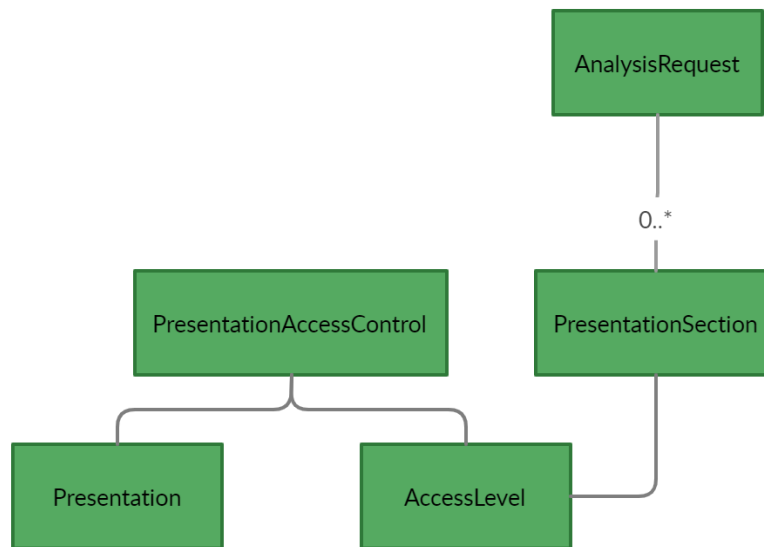 AnalysisRequest
0..*
PresentationAccessControl
PresentationSection
Presentation
AccessLevel